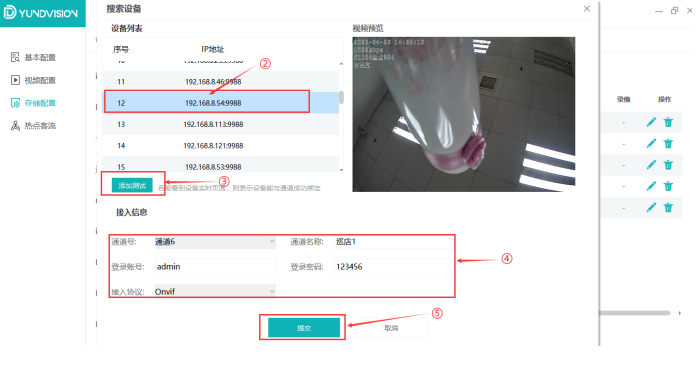 YUNDVISION
搜索设备
设备列表
视频预览
序号 IP地址
②
11 192.168.8.46:9988
12 192.168.8.54:9988
13 192.168.8.113:9988
14 192.168.8.121:9988
15 192.168.8.53:9988
基本配置
视频配置
存储配置
热点客流
录像 操作
-
-
-
-
-
添加测试
③
若能看到设备实时页面，则表示设备能与通道成功绑定
接入信息
通道号: 通道6
通道名称: 巡店1
登录账号: admin
登录密码: 123456
④
接入协议: Onvif
⑤
提交
取消